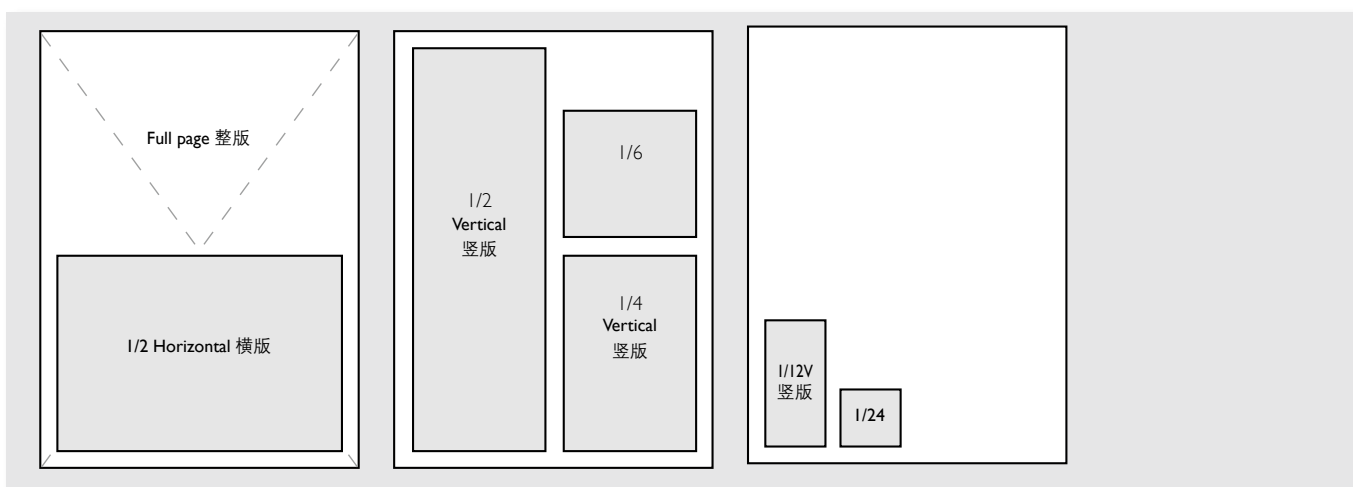 Full page 整版
1/2 Horizontal 横版
1/2
Vertical
竖版
1/6
1/4
Vertical
竖版
1/12V
竖版
1/24